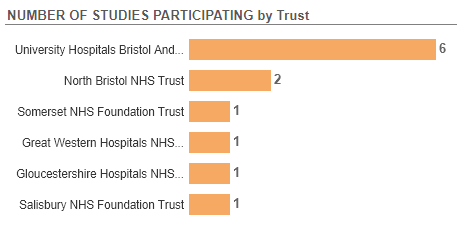 NUMBER OF STUDIES PARTICIPATING by Trust
University Hospitals Bristol And... 6
North Bristol NHS Trust 2
Somerset NHS Foundation Trust 1
Great Western Hospitals NHS... 1
Gloucestershire Hospitals NHS... 1
Salisbury NHS Foundation Trust 1